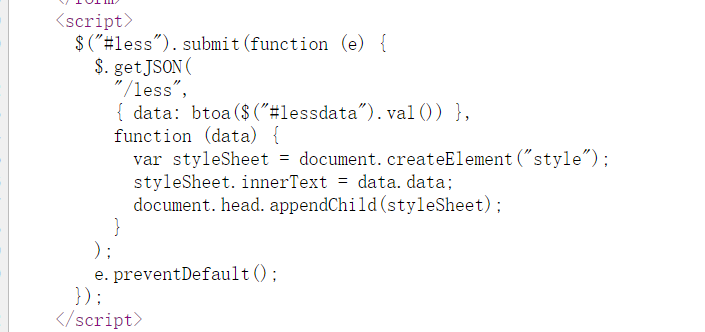 </form>
<script>
$("#less").submit(function (e) {
$.getJSON(
"/less",
{ data: btoa($("#lessdata").val()) },
function (data) {
var styleSheet = document.createElement("style");
styleSheet.innerText = data.data;
document.head.appendChild(styleSheet);
}
);
e.preventDefault();
});
</script>